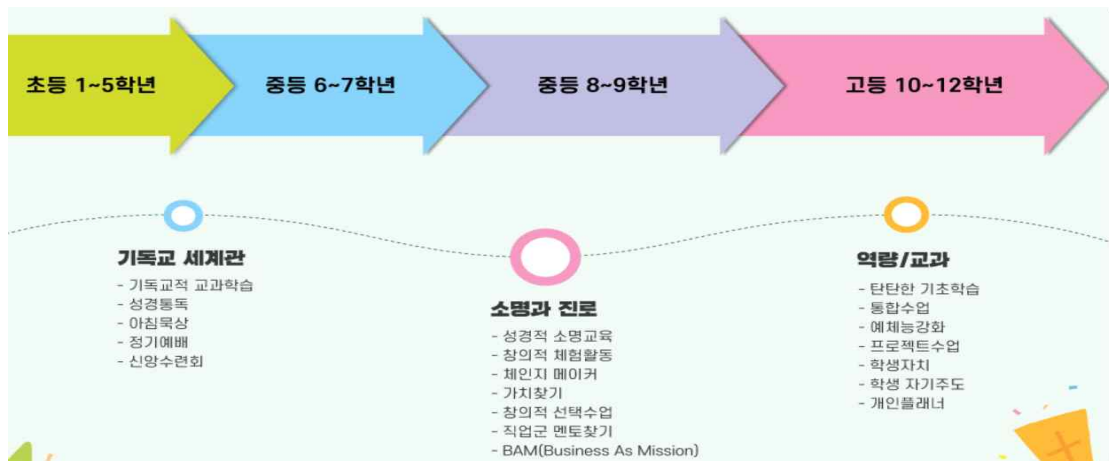 초등 1~5학년
중등 6~7학년
중등 8~9학년
고등 10~12학년
기독교 세계관
- 기독교적 교과학습
- 성경통독
- 아침묵상
- 정기예배
- 신앙수련회
소명과 진로
- 성경적 소명교육
- 창의적 체험활동
- 체인지 메이커
- 가치찾기
- 창의적 선택수업
- 직업군 멘토찾기
- BAM(Business As Mission)
역량/교과
- 탄탄한 기초학습
- 통합수업
- 예체능강화
- 프로젝트수업
- 학생자치
- 학생 자기주도
- 개인플래너